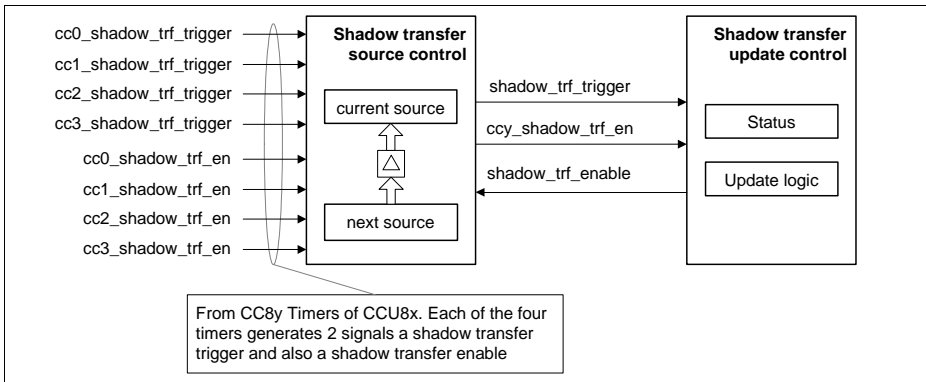 cc0_shadow_trf_trigger
cc1_shadow_trf_trigger
cc2_shadow_trf_trigger
cc3_shadow_trf_trigger
cc0_shadow_trf_en
cc1_shadow_trf_en
cc2_shadow_trf_en
cc3_shadow_trf_en
Shadow transfer
source control
current source
next source
shadow_trf_trigger
ccy_shadow_trf_en
shadow_trf_enable
Shadow transfer
update control
Status
Update logic
From CC8y Timers of CCU8x. Each of the four
timers generates 2 signals a shadow transfer
trigger and also a shadow transfer enable